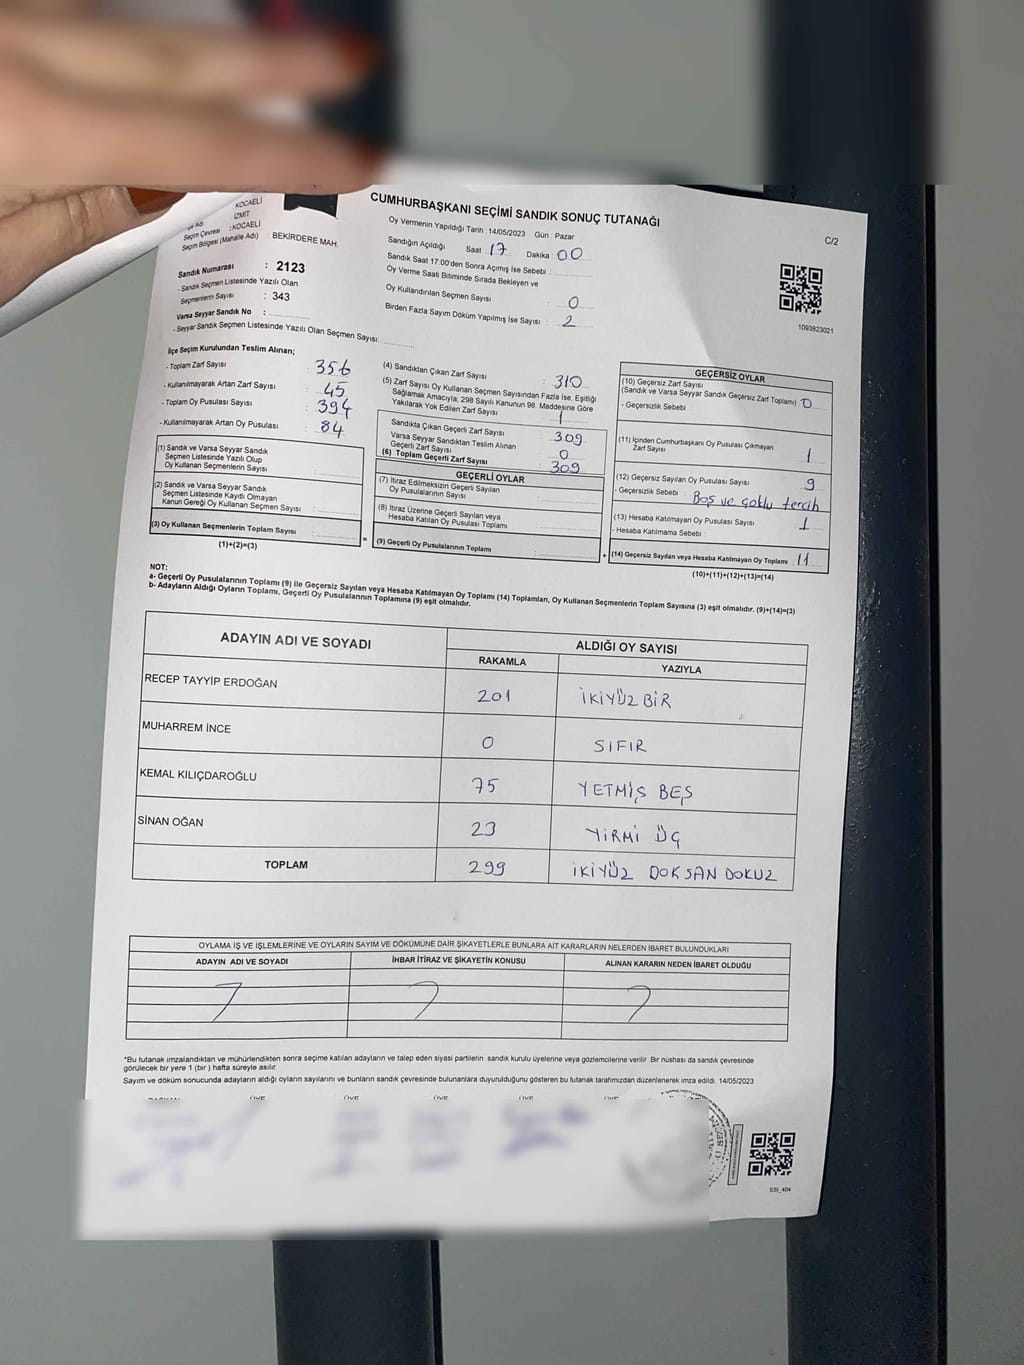 CUMHURBAŞKANI SEÇİMİ SANDIK SONUÇ TUTANAĞI
C/2
KOCAELİ
İZMİT
Seçim Çevresi : KOCAELİ
Seçim Bölgesi (Mahalle Adı) : BEKİRDERE MAH.
Oy Vermenin Yapıldığı Tarih : 14/05/2023 Gün : Pazar
Sandığın Açıldığı Saat : 17 Dakika : 00
Sandık Saat 17:00'den Sonra Açılmış İse Sebebi :
Oy Verme Saati Bitiminde Sırada Bekleyen ve
Oy Kullandırılan Seçmen Sayısı : 0
Birden Fazla Sayım Döküm Yapılmış İse Sayısı : 2
1093823021
Sandık Numarası : 2123
- Sandık Seçmen Listesinde Yazılı Olan
Seçmenlerin Sayısı : 343
Varsa Seyyar Sandık No :
- Seyyar Sandık Seçmen Listesinde Yazılı Olan Seçmen Sayısı:
İlçe Seçim Kurulundan Teslim Alınan;
- Toplam Zarf Sayısı : 356
- Kullanılmayarak Artan Zarf Sayısı : 45
- Toplam Oy Pusulası Sayısı : 394
- Kullanılmayarak Artan Oy Pusulası : 84
(1) Sandık ve Varsa Seyyar Sandık
Seçmen Listesinde Yazılı Olup
Oy Kullanan Seçmenlerin Sayısı :
(2) Sandık ve Varsa Seyyar Sandık
Seçmen Listesinde Kayıtlı Olmayan
Kanun Gereği Oy Kullanan Seçmen Sayısı :
(3) Oy Kullanan Seçmenlerin Toplam Sayısı :
(1)+(2)=(3)
(4) Sandıktan Çıkan Zarf Sayısı : 310
(5) Zarf Sayısı Oy Kullanan Seçmen Sayısından Fazla İse, Eşitliği
Sağlamak Amacıyla, 298 Sayılı Kanunun 98. Maddesine Göre
Yakılarak Yok Edilen Zarf Sayısı : 1
Sandıkta Çıkan Geçerli Zarf Sayısı : 309
Varsa Seyyar Sandıktan Teslim Alınan
Geçerli Zarf Sayısı : 0
(6) Toplam Geçerli Zarf Sayısı : 309
GEÇERLİ OYLAR
(7) İtiraz Edilmeksizin Geçerli Sayılan
Oy Pusulalarının Sayısı :
(8) İtiraz Üzerine Geçerli Sayılan veya
Hesaba Katılan Oy Pusulası Toplamı :
= (9) Geçerli Oy Pusulalarının Toplamı :
GEÇERSİZ OYLAR
(10) Geçersiz Zarf Sayısı
(Sandık ve Varsa Seyyar Sandık Geçersiz Zarf Toplamı) 0
- Geçersizlik Sebebi :
(11) İçinden Cumhurbaşkanı Oy Pusulası Çıkmayan
Zarf Sayısı : 1
(12) Geçersiz Sayılan Oy Pusulası Sayısı : 9
- Geçersizlik Sebebi : Boş ve çoklu tercih
(13) Hesaba Katılmayan Oy Pusulası Sayısı : 1
- Hesaba Katılmama Sebebi :
+ (14) Geçersiz Sayılan veya Hesaba Katılmayan Oy Toplamı : 11
(10)+(11)+(12)+(13)=(14)
NOT:
a- Geçerli Oy Pusulalarının Toplamı (9) ile Geçersiz Sayılan veya Hesaba Katılmayan Oy Toplamı (14) Toplamları, Oy Kullanan Seçmenlerin Toplam Sayısına (3) eşit olmalıdır. (9)+(14)=(3)
b- Adayların Aldığı Oyların Toplamı, Geçerli Oy Pusulalarının Toplamına (9) eşit olmalıdır.
ADAYIN ADI VE SOYADI ALDIĞI OY SAYISI
RAKAMLA YAZIYLA
RECEP TAYYİP ERDOĞAN 201 İKİYÜZ BİR
MUHARREM İNCE 0 SIFIR
KEMAL KILIÇDAROĞLU 75 YETMİŞ BEŞ
SİNAN OĞAN 23 YİRMİ ÜÇ
TOPLAM 299 İKİYÜZ DOKSAN DOKUZ
OYLAMA İŞ VE İŞLEMLERİNE VE OYLARIN SAYIM VE DÖKÜMÜNE DAİR ŞİKAYETLERLE BUNLARA AİT KARARLARIN NELERDEN İBARET BULUNDUKLARI
ADAYIN ADI VE SOYADI İHBAR İTİRAZ VE ŞİKAYETİN KONUSU ALINAN KARARIN NEDEN İBARET OLDUĞU
*Bu tutanak imzalandıktan ve mühürlendikten sonra seçime katılan adayların ve talep eden siyasi partilerin sandık kurulu üyelerine veya gözlemcilerine verilir. Bir nüshası da sandık çevresinde
görülecek bir yere 1 (bir) hafta süreyle asılır.
Sayım ve döküm sonucunda adayların aldığı oyların sayılarını ve bunların sandık çevresinde bulunanlara duyurulduğunu gösteren bu tutanak tarafımızdan düzenlenerek imza edildi. 14/05/2023
BAŞKAN ÜYE ÜYE ÜYE ÜYE ÜYE